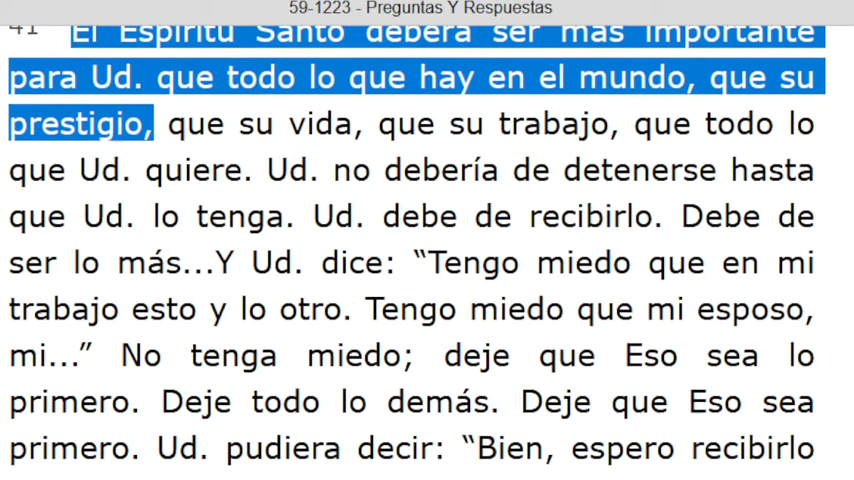 59-1223 - Preguntas Y Respuestas
41 El Espíritu Santo deberá ser más importante
para Ud. que todo lo que hay en el mundo, que su
prestigio, que su vida, que su trabajo, que todo lo
que Ud. quiere. Ud. no debería de detenerse hasta
que Ud. lo tenga. Ud. debe de recibirlo. Debe de
ser lo más...Y Ud. dice: “Tengo miedo que en mi
trabajo esto y lo otro. Tengo miedo que mi esposo,
mi...” No tenga miedo; deje que Eso sea lo
primero. Deje todo lo demás. Deje que Eso sea
primero. Ud. pudiera decir: “Bien, espero recibirlo